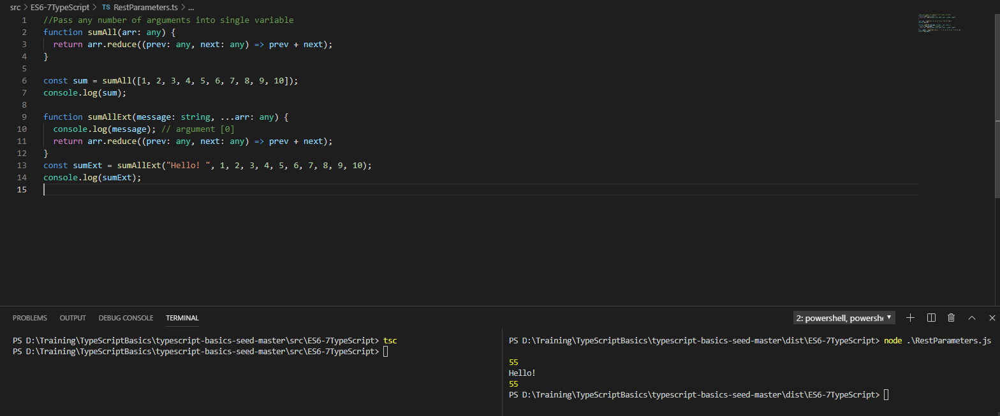 src > ES6-7TypeScript > TS RestParameters.ts > ...
1 //Pass any number of arguments into single variable
2 function sumAll(arr: any) {
3 return arr.reduce((prev: any, next: any) => prev + next);
4 }
5
6 const sum = sumAll([1, 2, 3, 4, 5, 6, 7, 8, 9, 10]);
7 console.log(sum);
8
9 function sumAllExt(message: string, ...arr: any) {
10 console.log(message); // argument [0]
11 return arr.reduce((prev: any, next: any) => prev + next);
12 }
13 const sumExt = sumAllExt("Hello! ", 1, 2, 3, 4, 5, 6, 7, 8, 9, 10);
14 console.log(sumExt);
15
PROBLEMS OUTPUT DEBUG CONSOLE TERMINAL 2: powershell, powershe
PS D:\Training\TypeScriptBasics\typescript-basics-seed-master\src\ES6-7TypeScript> tsc
PS D:\Training\TypeScriptBasics\typescript-basics-seed-master\src\ES6-7TypeScript>
PS D:\Training\TypeScriptBasics\typescript-basics-seed-master\dist\ES6-7TypeScript> node .\RestParameters.js
55
Hello!
55
PS D:\Training\TypeScriptBasics\typescript-basics-seed-master\dist\ES6-7TypeScript>